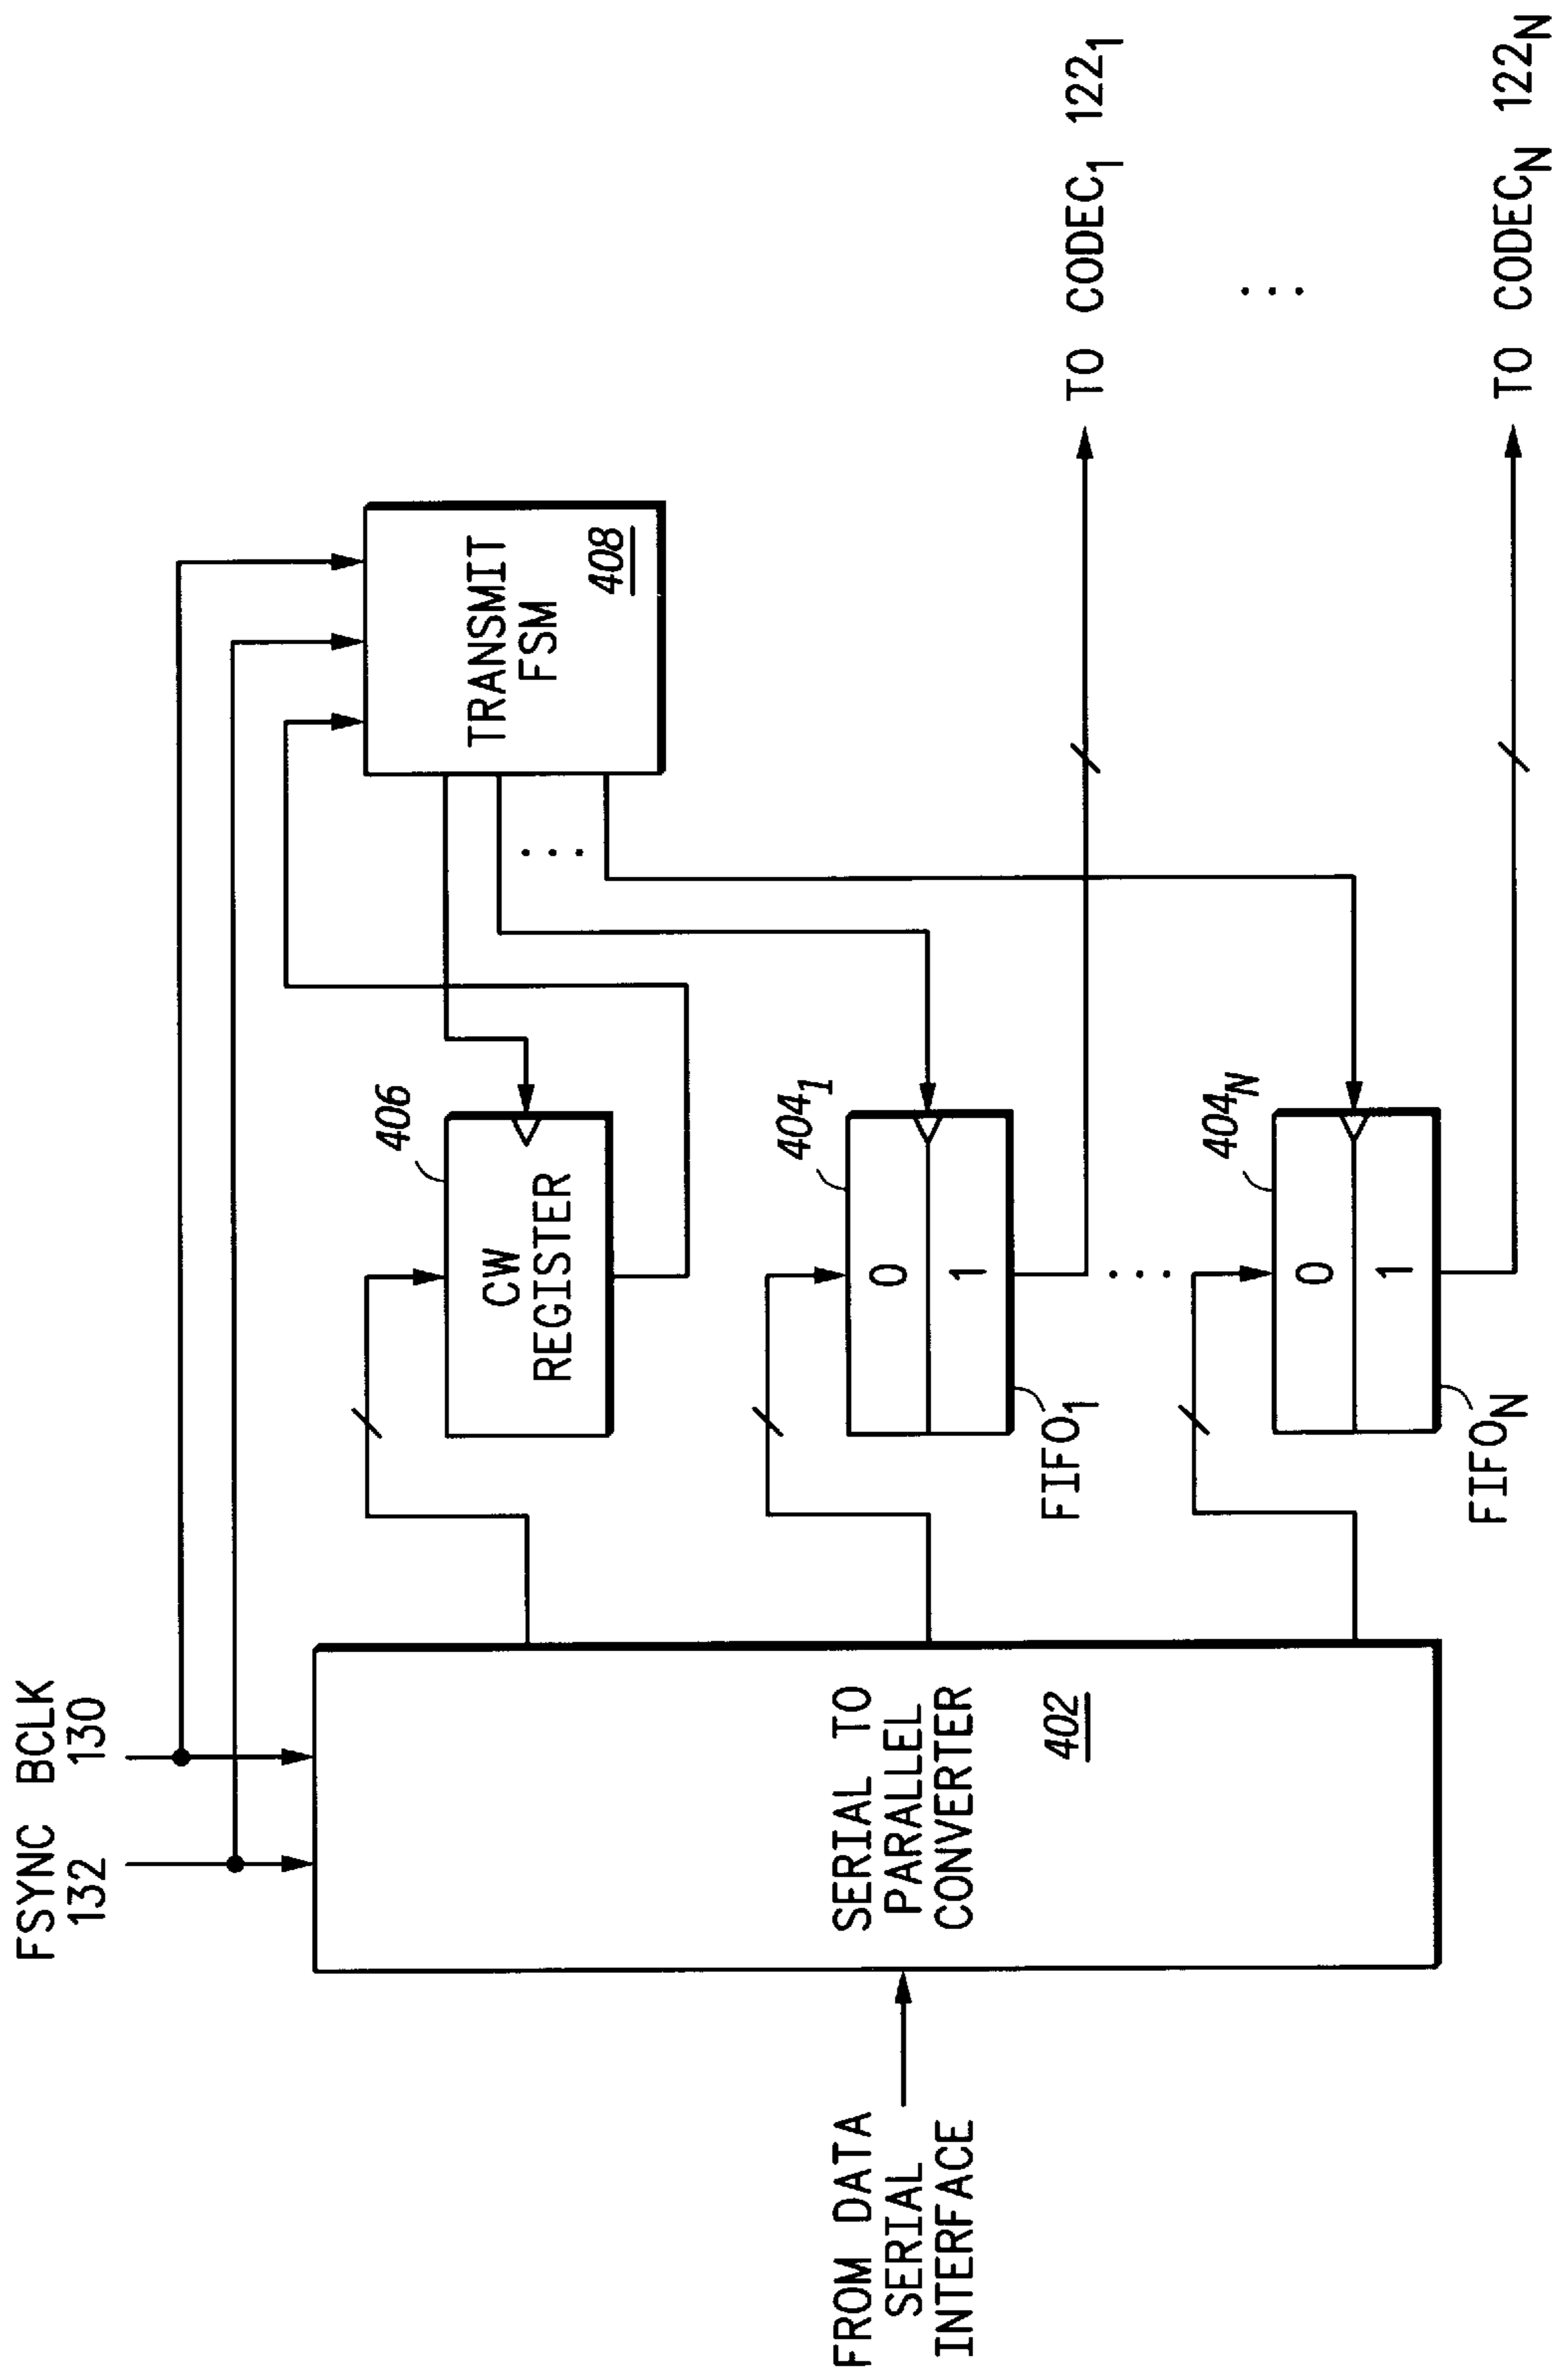 FSYNC
132
BCLK
130
FROM DATA
SERIAL
INTERFACE
SERIAL TO
PARALLEL
CONVERTER
402
406
CW
REGISTER
TRANSMIT
FSM
408
404₁
0
1
FIFO₁
TO CODEC₁ 122₁
404N
0
1
FIFON
TO CODECN 122N